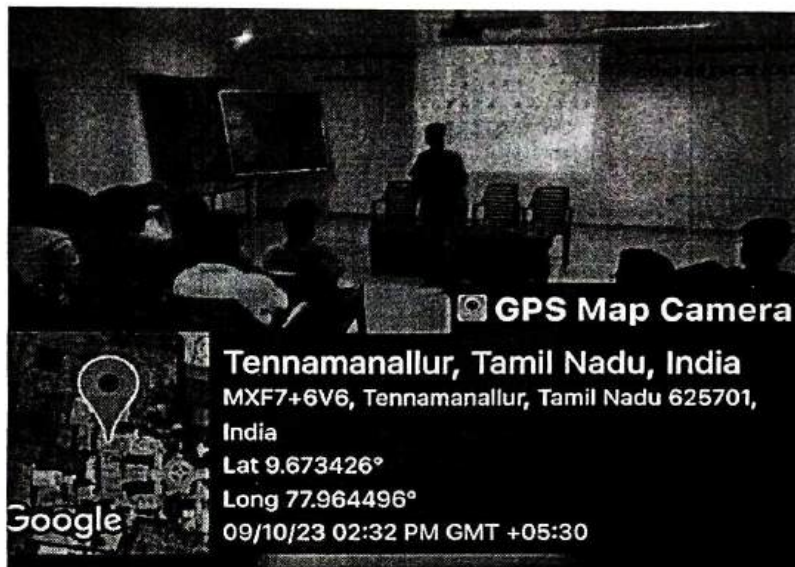 GPS Map Camera
Tennamanallur, Tamil Nadu, India
MXF7+6V6, Tennamanallur, Tamil Nadu 625701,
India
Lat 9.673426°
Long 77.964496°
09/10/23 02:32 PM GMT +05:30
Google